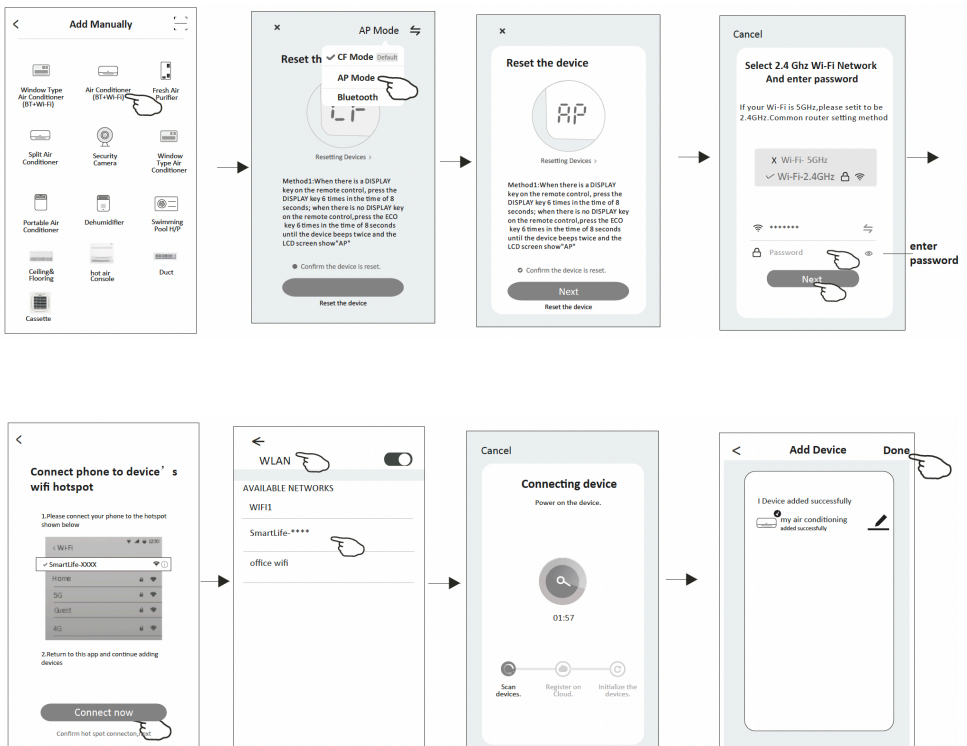 Add Manually
Window Type
Air Conditioner
(BT+Wi-Fi)
Air Conditioner
(BT+Wi-Fi)
Fresh Air
Purifier
Split Air
Conditioner
Security
Camera
Window
Type Air
Conditioner
Portable Air
Conditioner
Dehumidifier
Swimming
Pool H/P
Ceiling&
Flooring
hot air
Console
Duct
Cassette
AP Mode
Reset th
CF Mode Default
AP Mode
Bluetooth
Resetting Devices >
Method1:When there is a DISPLAY
key on the remote control, press the
DISPLAY key 6 times in the time of 8
seconds; when there is no DISPLAY key
on the remote control,press the ECO
key 6 times in the time of 8 seconds
until the device beeps twice and the
LCD screen show"AP"
Confirm the device is reset.
Reset the device
Reset the device
AP
Resetting Devices >
Method1:When there is a DISPLAY
key on the remote control, press the
DISPLAY key 6 times in the time of 8
seconds; when there is no DISPLAY key
on the remote control,press the ECO
key 6 times in the time of 8 seconds
until the device beeps twice and the
LCD screen show"AP"
Confirm the device is reset.
Next
Reset the device
Cancel
Select 2.4 Ghz Wi-Fi Network
And enter password
If your Wi-Fi is 5GHz,please setit to be
2.4GHz.Common router setting method
X Wi-Fi- 5GHz
Wi-Fi-2.4GHz
*******
Password
Next
enter
password
Connect phone to device's
wifi hotspot
1.Please connect your phone to the hotspot
shown below
12:00
< Wi-Fi
SmartLife-XXXX
Home
5G
Guest
4G
2.Return to this app and continue adding
devices
Connect now
Confirm hot spot connecton,
WLAN
AVAILABLE NETWORKS
WIFI1
SmartLife-****
office wifi
Cancel
Connecting device
Power on the device.
01:57
Scan
devices.
Register on
Cloud.
Initialize the
devices.
Add Device
Done
I Device added successfully
my air conditioning
added successfully